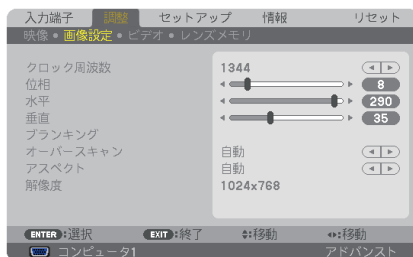 入力端子 調整 セットアップ 情報 リセット
映像 • 画像設定 • ビデオ • レンズメモリ
クロック周波数 1344
位相 8
水平 290
垂直 35
ブランキング
オーバースキャン 自動
アスペクト 自動
解像度 1024x768
ENTER:選択 EXIT:終了 :移動 :移動
コンピュータ1 アドバンスト